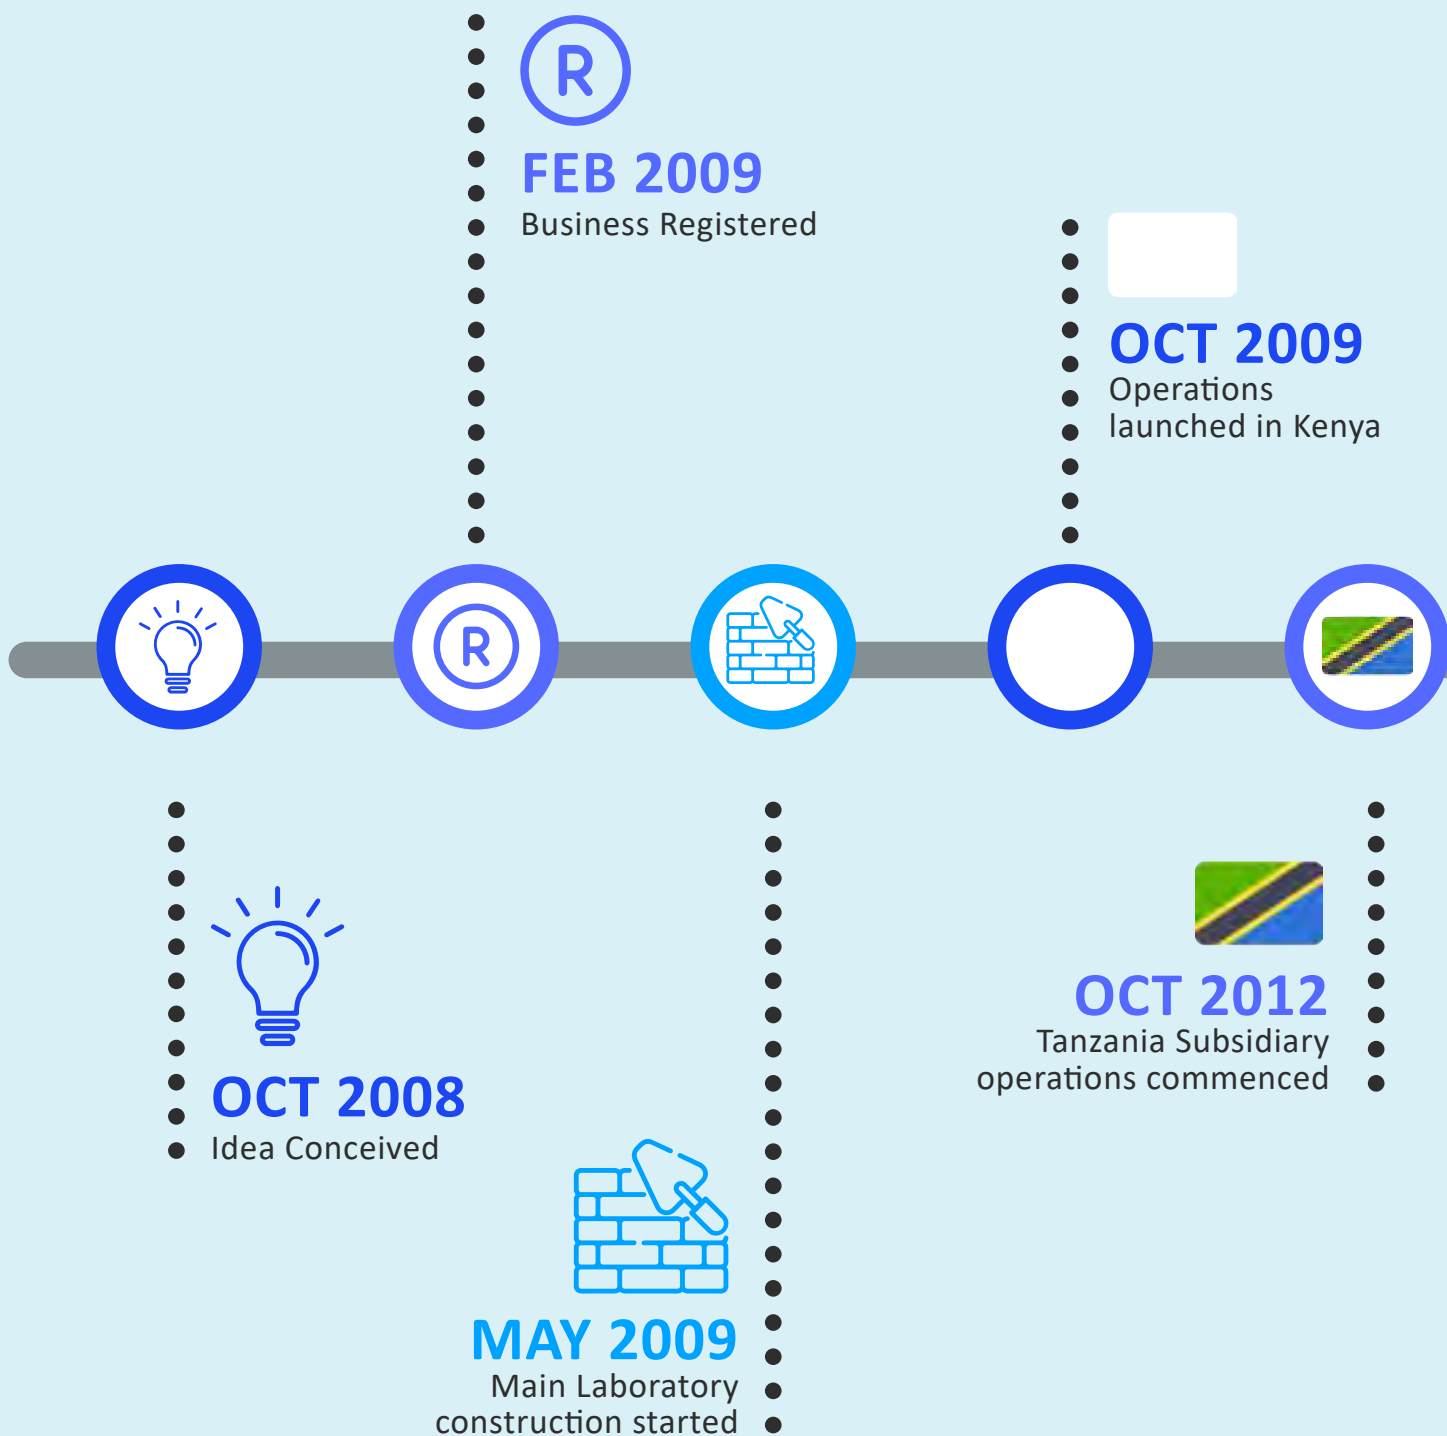 R
FEB 2009
Business Registered
OCT 2009
Operations
launched in Kenya
R
OCT 2008
Idea Conceived
MAY 2009
Main Laboratory
construction started
OCT 2012
Tanzania Subsidiary
operations commenced